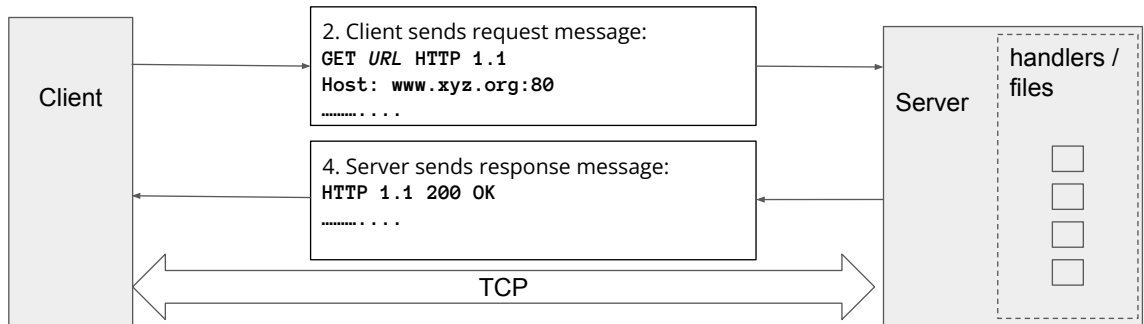 Client
2. Client sends request message:
GET URL HTTP 1.1
Host: www.xyz.org:80
………....
4. Server sends response message:
HTTP 1.1 200 OK
………....
Server
handlers /
files
TCP